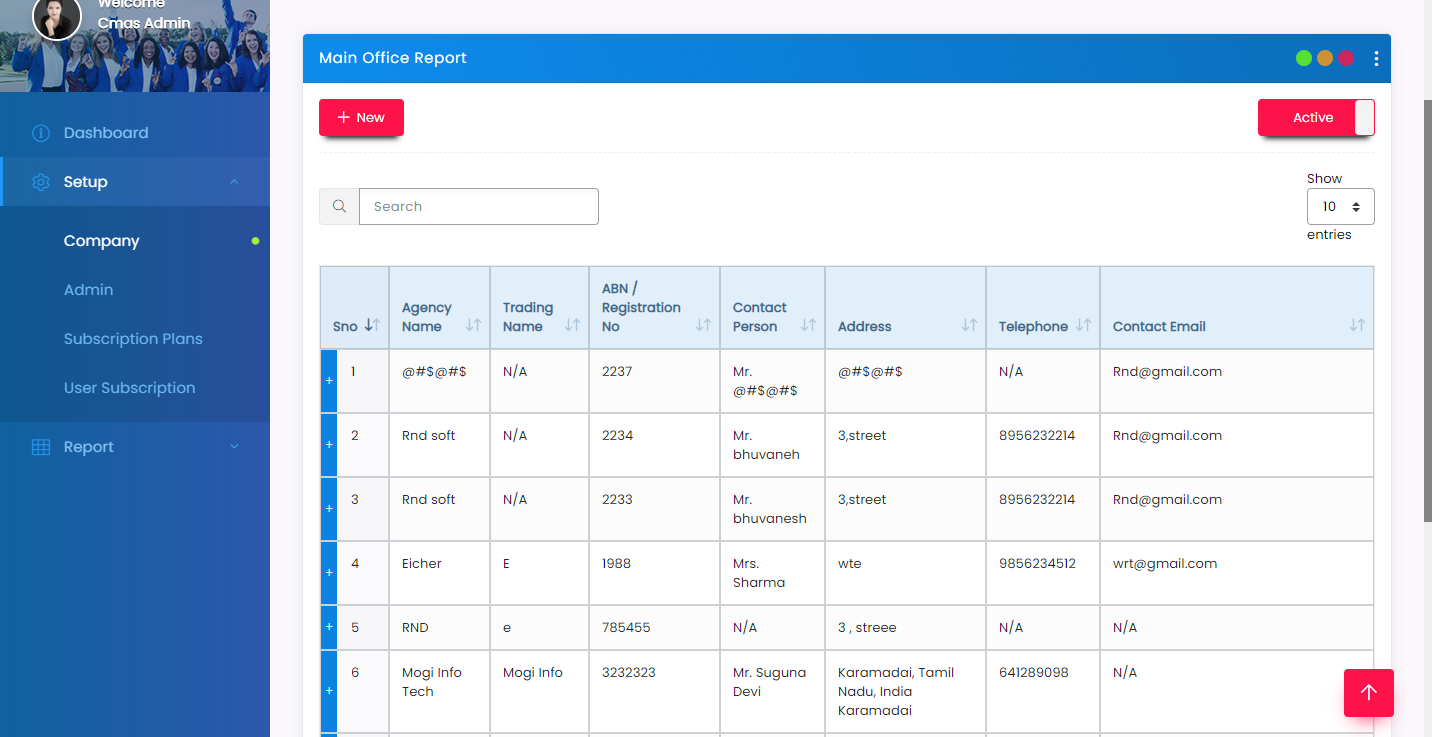 Welcome
Cmas Admin
Dashboard
Setup
Company
Admin
Subscription Plans
User Subscription
Report
Main Office Report
+ New
Active
Search
Show
10
entries
Sno
Agency
Name
Trading
Name
ABN /
Registration
No
Contact
Person
Address
Telephone
Contact Email
+
1
@#$@#$
N/A
2237
Mr.
@#$@#$
@#$@#$
N/A
Rnd@gmail.com
+
2
Rnd soft
N/A
2234
Mr.
bhuvaneh
3,street
8956232214
Rnd@gmail.com
+
3
Rnd soft
N/A
2233
Mr.
bhuvanesh
3,street
8956232214
Rnd@gmail.com
+
4
Eicher
E
1988
Mrs.
Sharma
wte
9856234512
wrt@gmail.com
+
5
RND
e
785455
N/A
3 , streee
N/A
N/A
+
6
Mogi Info
Tech
Mogi Info
3232323
Mr. Suguna
Devi
Karamadai, Tamil
Nadu, India
Karamadai
641289098
N/A